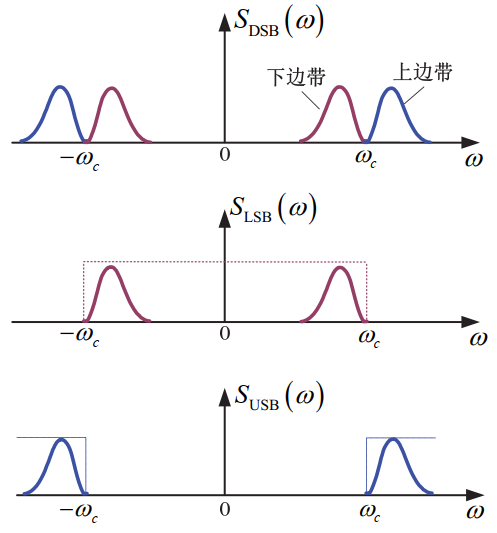 S_DSB(ω)
下边带 上边带
−ω_c 0 ω_c ω
S_LSB(ω)
−ω_c 0 ω_c ω
S_USB(ω)
−ω_c 0 ω_c ω